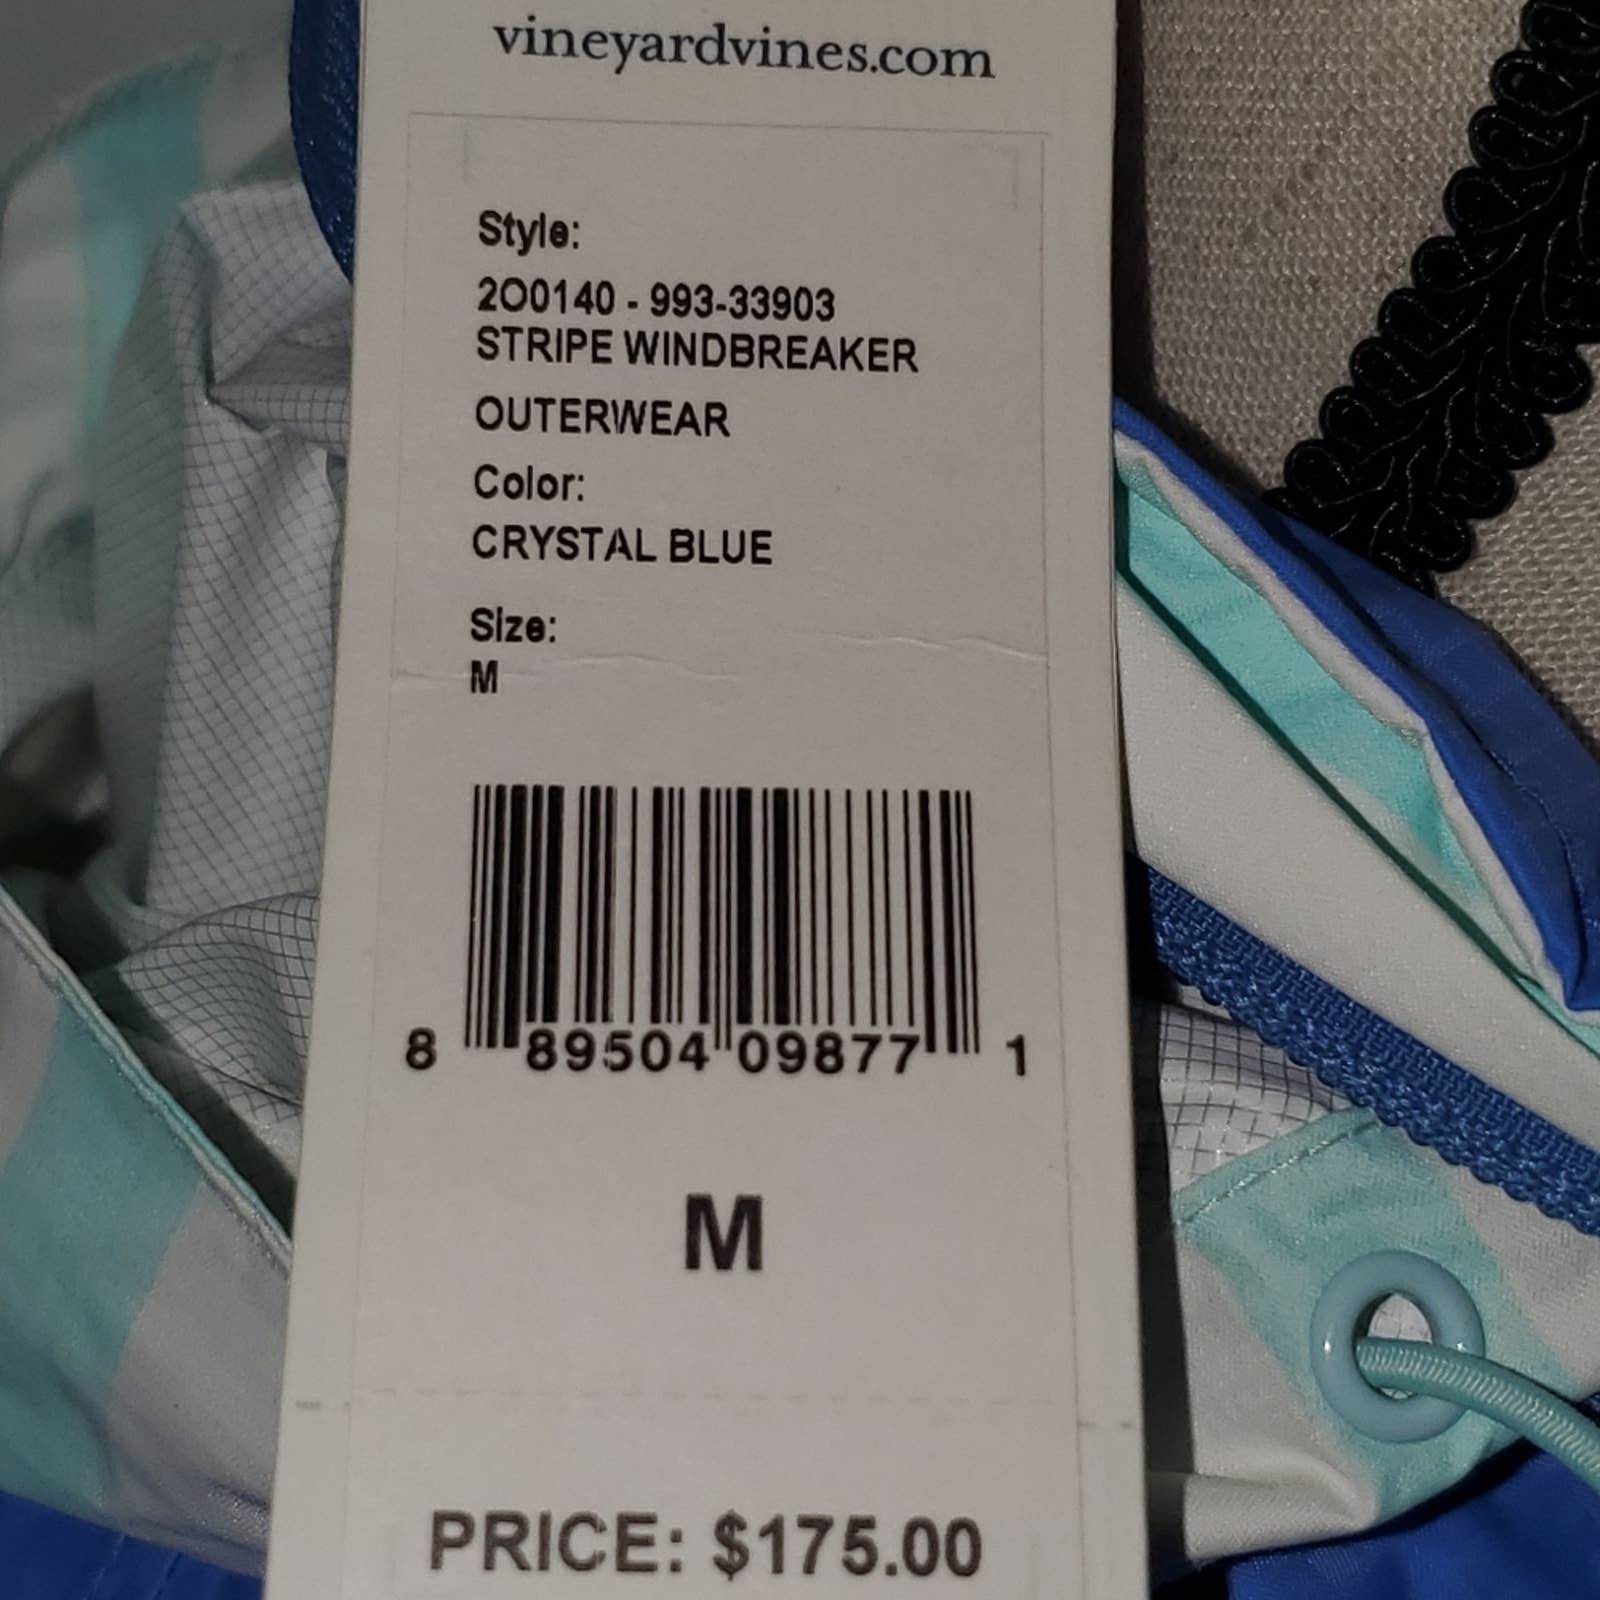 vineyardvines.com
Style:
2O0140 - 993-33903
STRIPE WINDBREAKER
OUTERWEAR
Color:
CRYSTAL BLUE
Size:
M
8 89504 09877 1
M
PRICE: $175.00